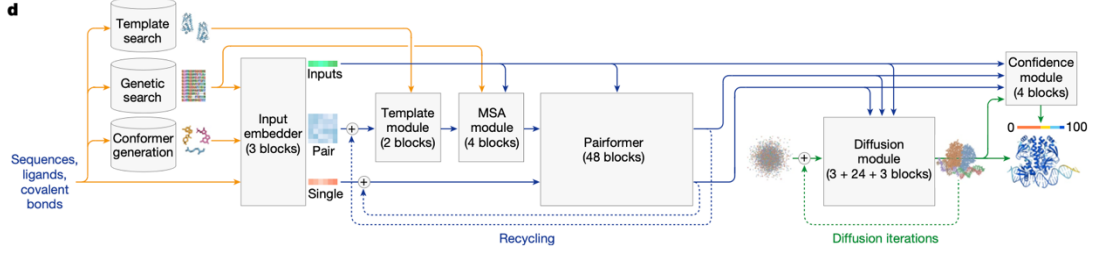 d
Template
search
Genetic
search
Conformer
generation
Sequences,
ligands,
covalent
bonds
Input
embedder
(3 blocks)
Inputs
Pair
Single
Template
module
(2 blocks)
MSA
module
(4 blocks)
Pairformer
(48 blocks)
Recycling
Diffusion
module
(3 + 24 + 3 blocks)
Diffusion iterations
Confidence
module
(4 blocks)
0 100